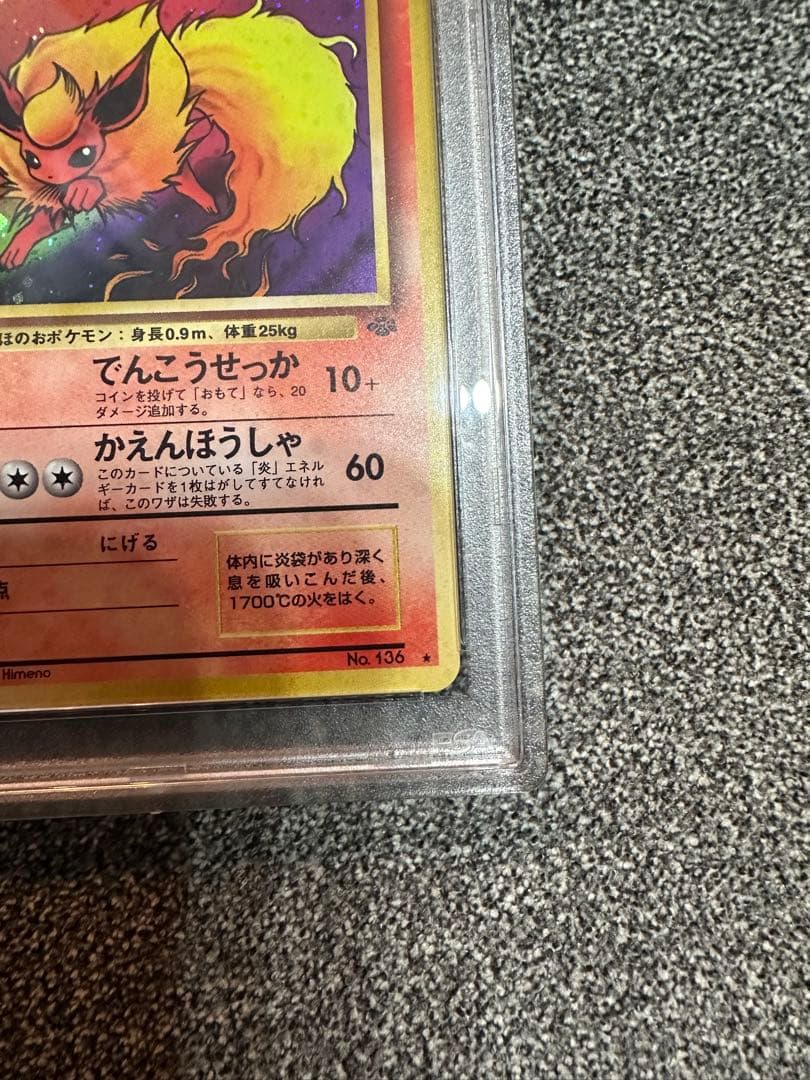 ほのおポケモン：身長0.9m、体重25kg
でんこうせっか 10+
コインを投げて「おもて」なら、20
ダメージ追加する。
かえんほうしゃ 60
このカードについている「炎」エネル
ギーカードを1枚はがしてすてなけれ
ば、このワザは失敗する。
にげる
点
体内に炎袋があり深く
息を吸いこんだ後、
1700℃の火をはく。
Himeno
No. 136 ★